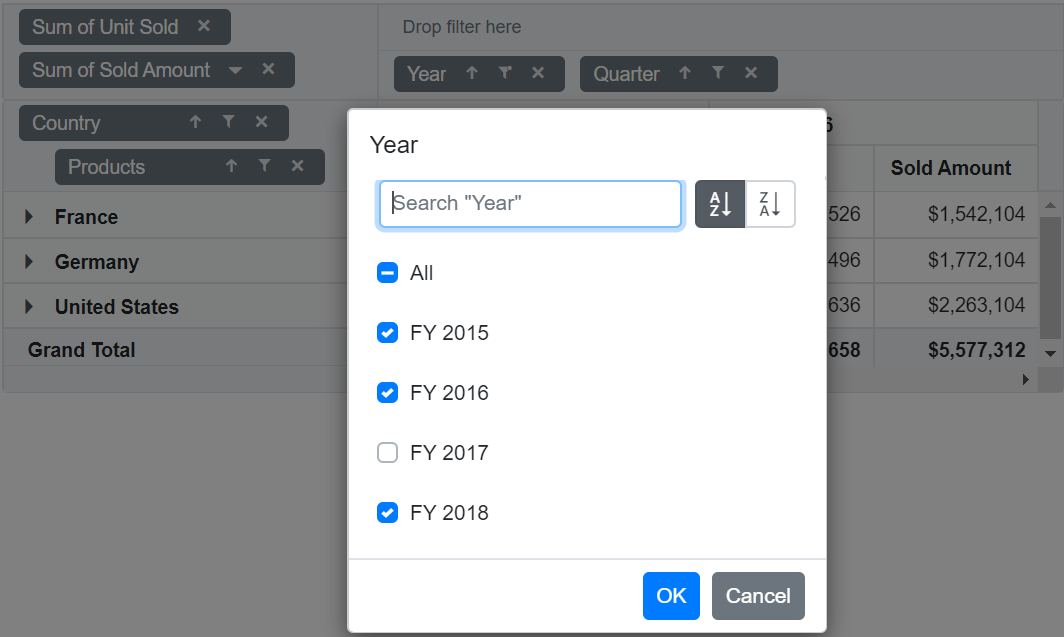 Sum of Unit Sold
Drop filter here
Sum of Sold Amount
Year
Quarter
Country
Products
Sold Amount
France
$1,542,104
Germany
$1,772,104
United States
$2,263,104
Grand Total
$5,577,312
Year
Search "Year"
A
Z
Z
A
All
FY 2015
FY 2016
FY 2017
FY 2018
OK
Cancel
6
526
496
636
658